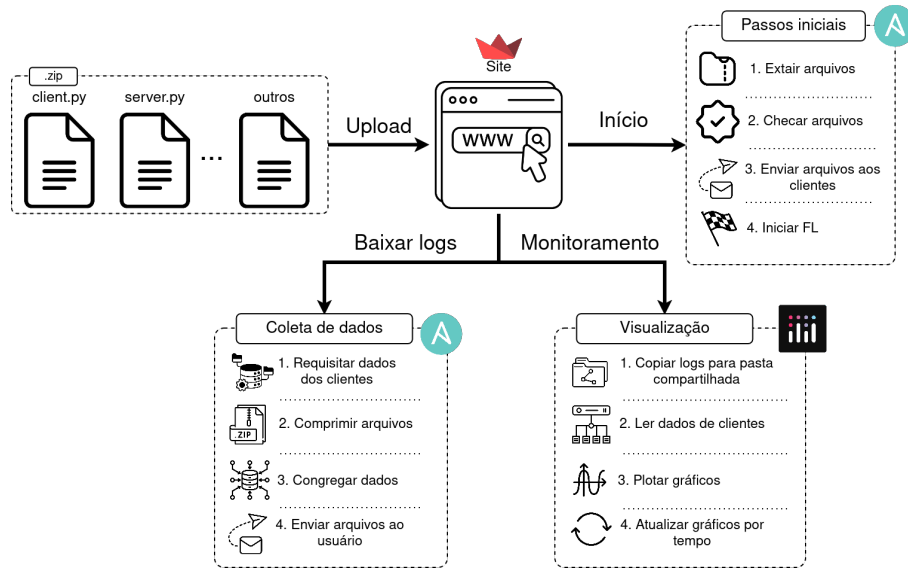 .zip
client.py
server.py
outros
...
Upload
Site
WWW
Início
Passos iniciais
1. Extair arquivos
2. Checar arquivos
3. Enviar arquivos aos
clientes
4. Iniciar FL
Baixar logs
Monitoramento
Coleta de dados
1. Requisitar dados
dos clientes
2. Comprimir arquivos
.ZIP
3. Congregar dados
4. Enviar arquivos ao
usuário
Visualização
1. Copiar logs para pasta
compartilhada
2. Ler dados de clientes
3. Plotar gráficos
4. Atualizar gráficos por
tempo